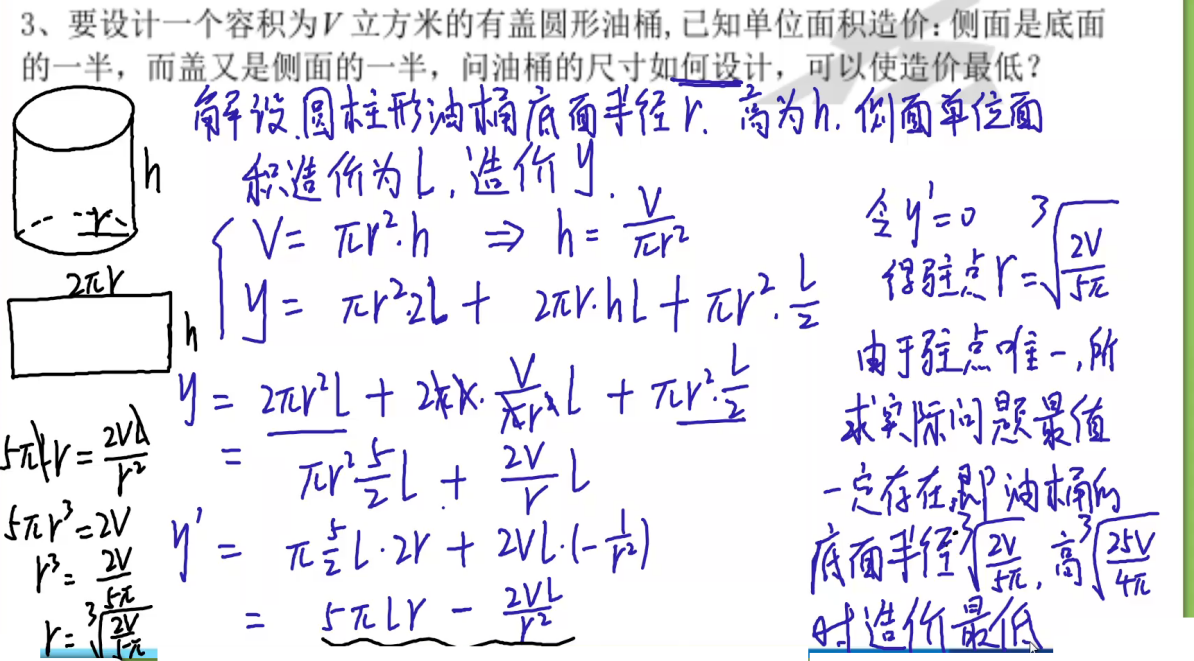 3、要设计一个容积为V 立方米的有盖圆形油桶,已知单位面积造价:侧面是底面
的一半，而盖又是侧面的一半，问油桶的尺寸如何设计，可以使造价最低？
解设.圆柱形油桶底面半径 r. 高为h. 侧面单位面
积造价为 l, 造价 y.
h
r
2πr
h
V = πr²·h ⇒ h = V/(πr²)
y = πr²·2l + 2πr·hl + πr²·l/2
y = 2πr²l + 2πr·V/(πr²) l + πr²·l/2
= πr² 5/2 l + 2V/r l
y' = π 5/2 l·2r + 2Vl·(-1/r²)
= 5πlr - 2Vl/r²
5πlr = 2Vl/r²
5πr³ = 2V
r³ = 2V/5π
r = ³√(2V/5π)
令 y'=0
得驻点 r = ³√(2V/5π)
由于驻点唯一,所
求实际问题最值
一定存在,即油桶的
底面半径 ³√(2V/5π), 高 ³√(25V/4π)
时造价最低